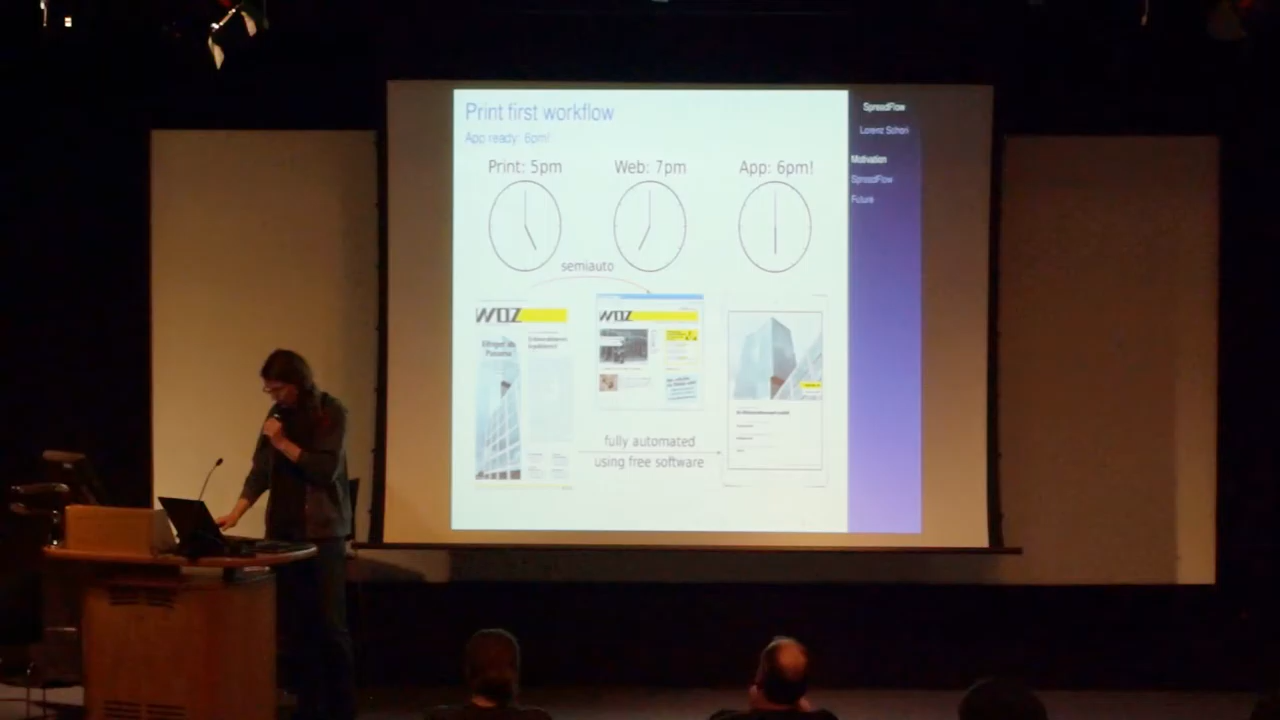 Print first workflow
App ready: 6pm!
Print: 5pm
Web: 7pm
App: 6pm!
semiauto
WOZ
WOZ
fully automated
using free software
SpreadFlow
Lorenz Schori
Motivation
SpreadFlow
Future